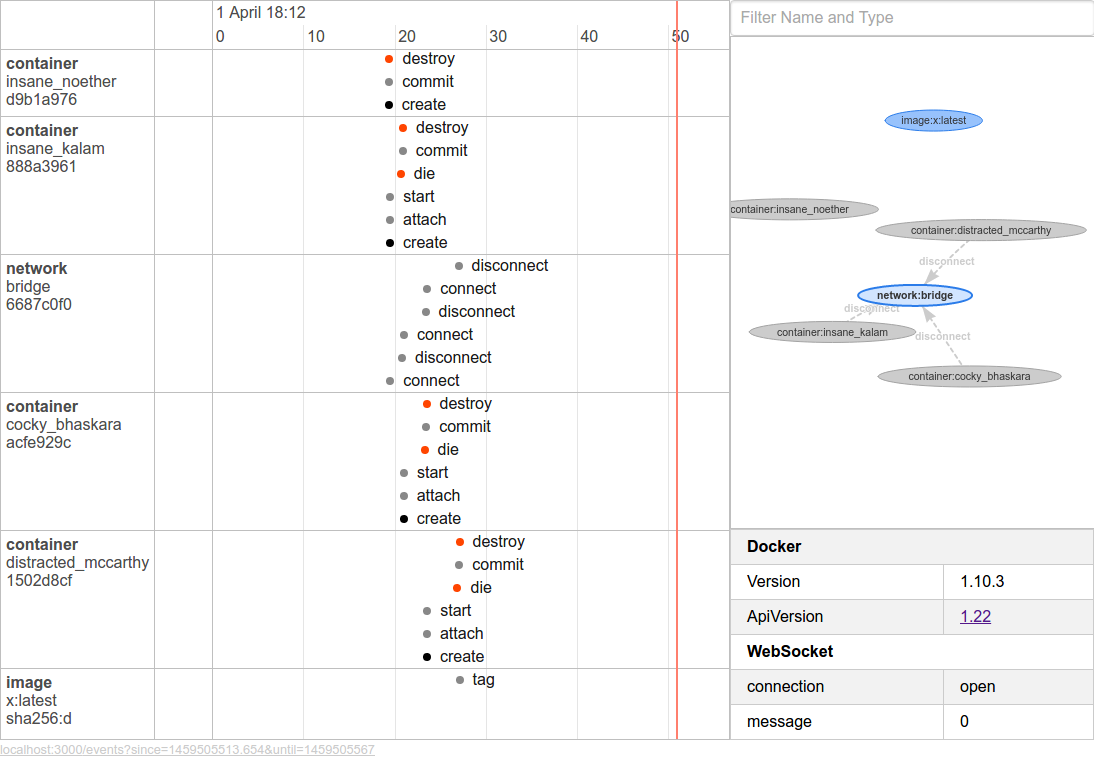 1 April 18:12
0 10 20 30 40 50
container
insane_noether
d9b1a976
destroy
commit
create
container
insane_kalam
888a3961
destroy
commit
die
start
attach
create
network
bridge
6687c0f0
disconnect
connect
disconnect
connect
disconnect
connect
container
cocky_bhaskara
acfe929c
destroy
commit
die
start
attach
create
container
distracted_mccarthy
1502d8cf
destroy
commit
die
start
attach
create
image
x:latest
sha256:d
tag
localhost:3000/events?since=1459505513.654&until=1459505567
Filter Name and Type
image:x:latest
container:insane_noether
container:distracted_mccarthy
disconnect
network:bridge
disconnect
container:insane_kalam
disconnect
container:cocky_bhaskara
Docker
Version 1.10.3
ApiVersion 1.22
WebSocket
connection open
message 0